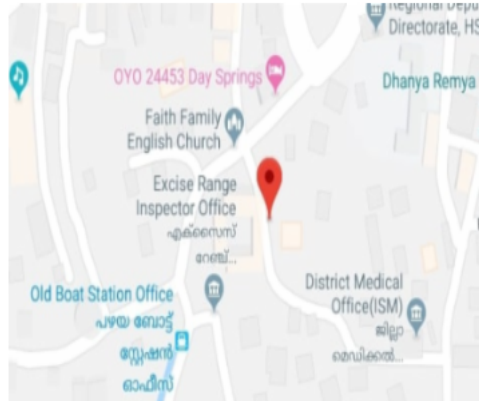 Regional Depu
Directorate, HS
OYO 24453 Day Springs
Dhanya Remya
Faith Family
English Church
Excise Range
Inspector Office
എക്സൈസ്
റേഞ്ച്...
Old Boat Station Office
പഴയ ബോട്ട്
സ്റ്റേഷൻ
ഓഫീസ്
District Medical
Office(ISM)
ജില്ലാ
മെഡിക്കൽ...